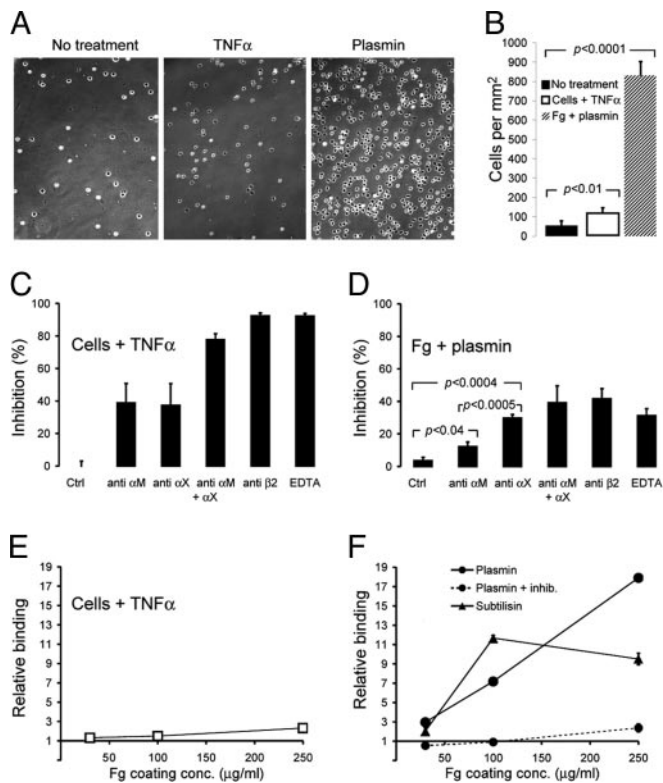 A
No treatment
TNFα
Plasmin
B
Cells per mm²
1000
900
800
700
600
500
400
300
200
100
0
p<0.0001
No treatment
Cells + TNFα
Fg + plasmin
p<0.01
C
Inhibition (%)
100
80
60
40
20
0
Cells + TNFα
Ctrl
anti αM
anti αX
anti αM
+ αX
anti β2
EDTA
D
Inhibition (%)
100
80
60
40
20
0
Fg + plasmin
p<0.0004
p<0.0005
p<0.04
Ctrl
anti αM
anti αX
anti αM
+ αX
anti β2
EDTA
E
Relative binding
19
17
15
13
11
9
7
5
3
1
Cells + TNFα
50 100 150 200 250
Fg coating conc. (μg/ml)
F
Relative binding
19
17
15
13
11
9
7
5
3
1
Plasmin
Plasmin + inhib.
Subtilisin
50 100 150 200 250
Fg coating conc. (μg/ml)